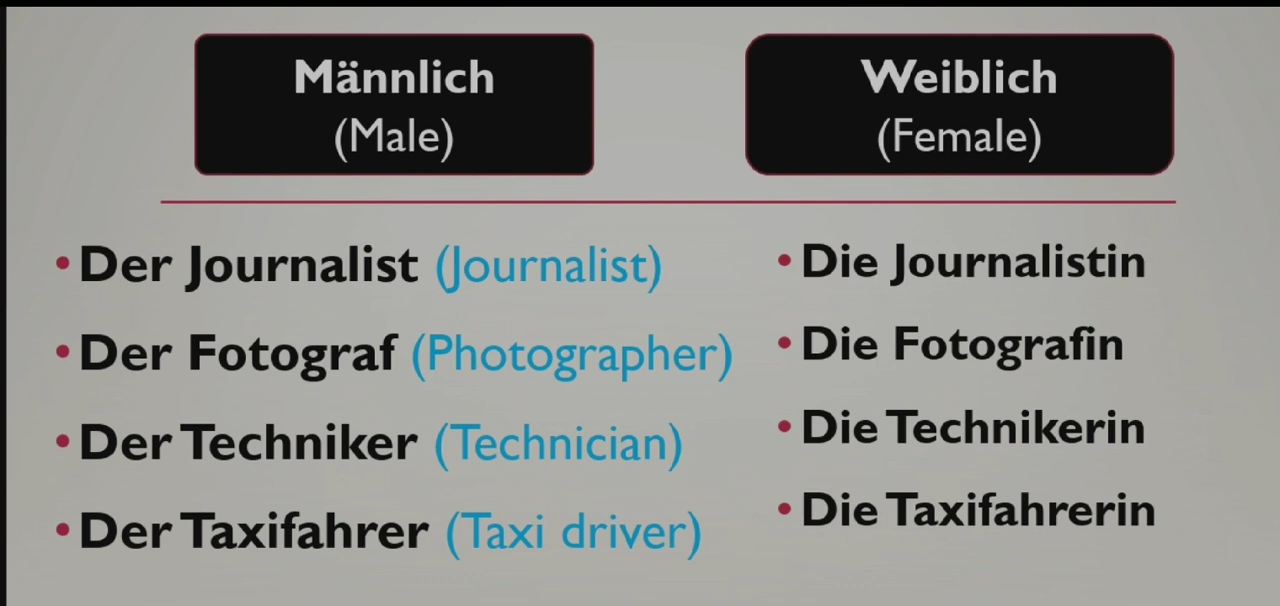 Männlich
(Male)
Weiblich
(Female)
•Der Journalist (Journalist)
•Der Fotograf (Photographer)
•Der Techniker (Technician)
•Der Taxifahrer (Taxi driver)
•Die Journalistin
•Die Fotografin
•Die Technikerin
•Die Taxifahrerin